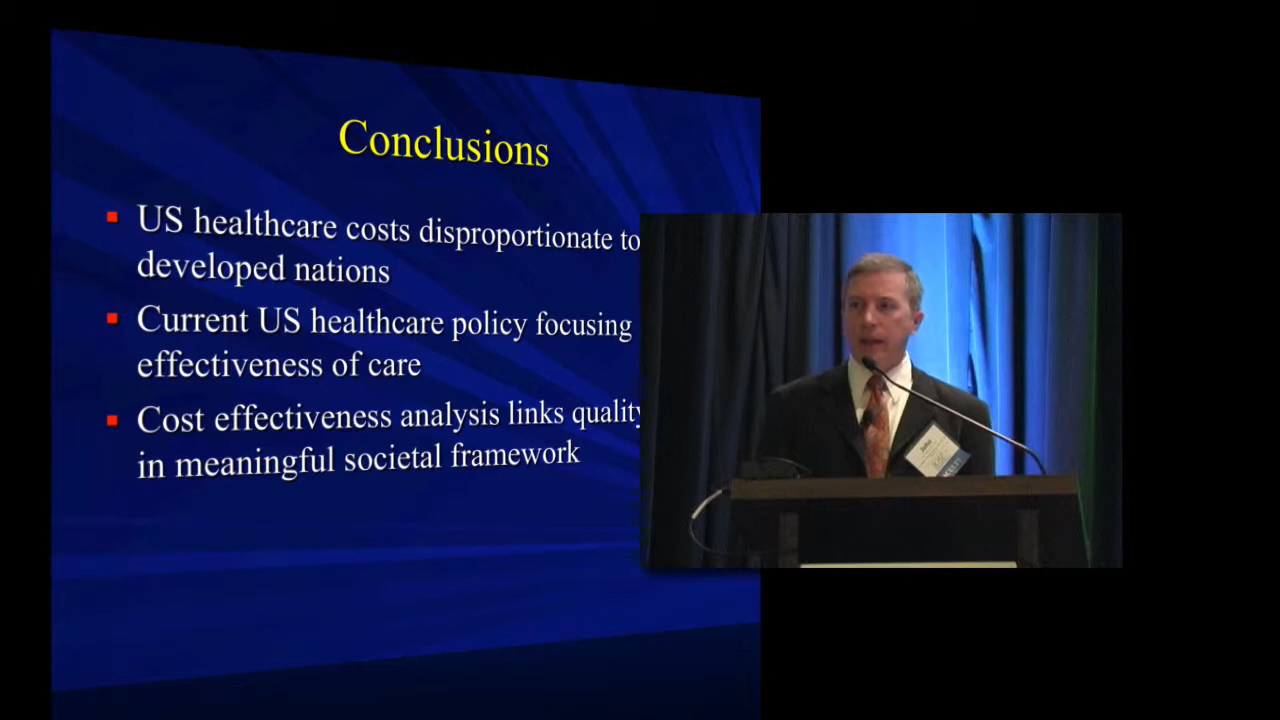 Conclusions
US healthcare costs disproportionate to
developed nations
Current US healthcare policy focusing
effectiveness of care
Cost effectiveness analysis links quality
in meaningful societal framework
John